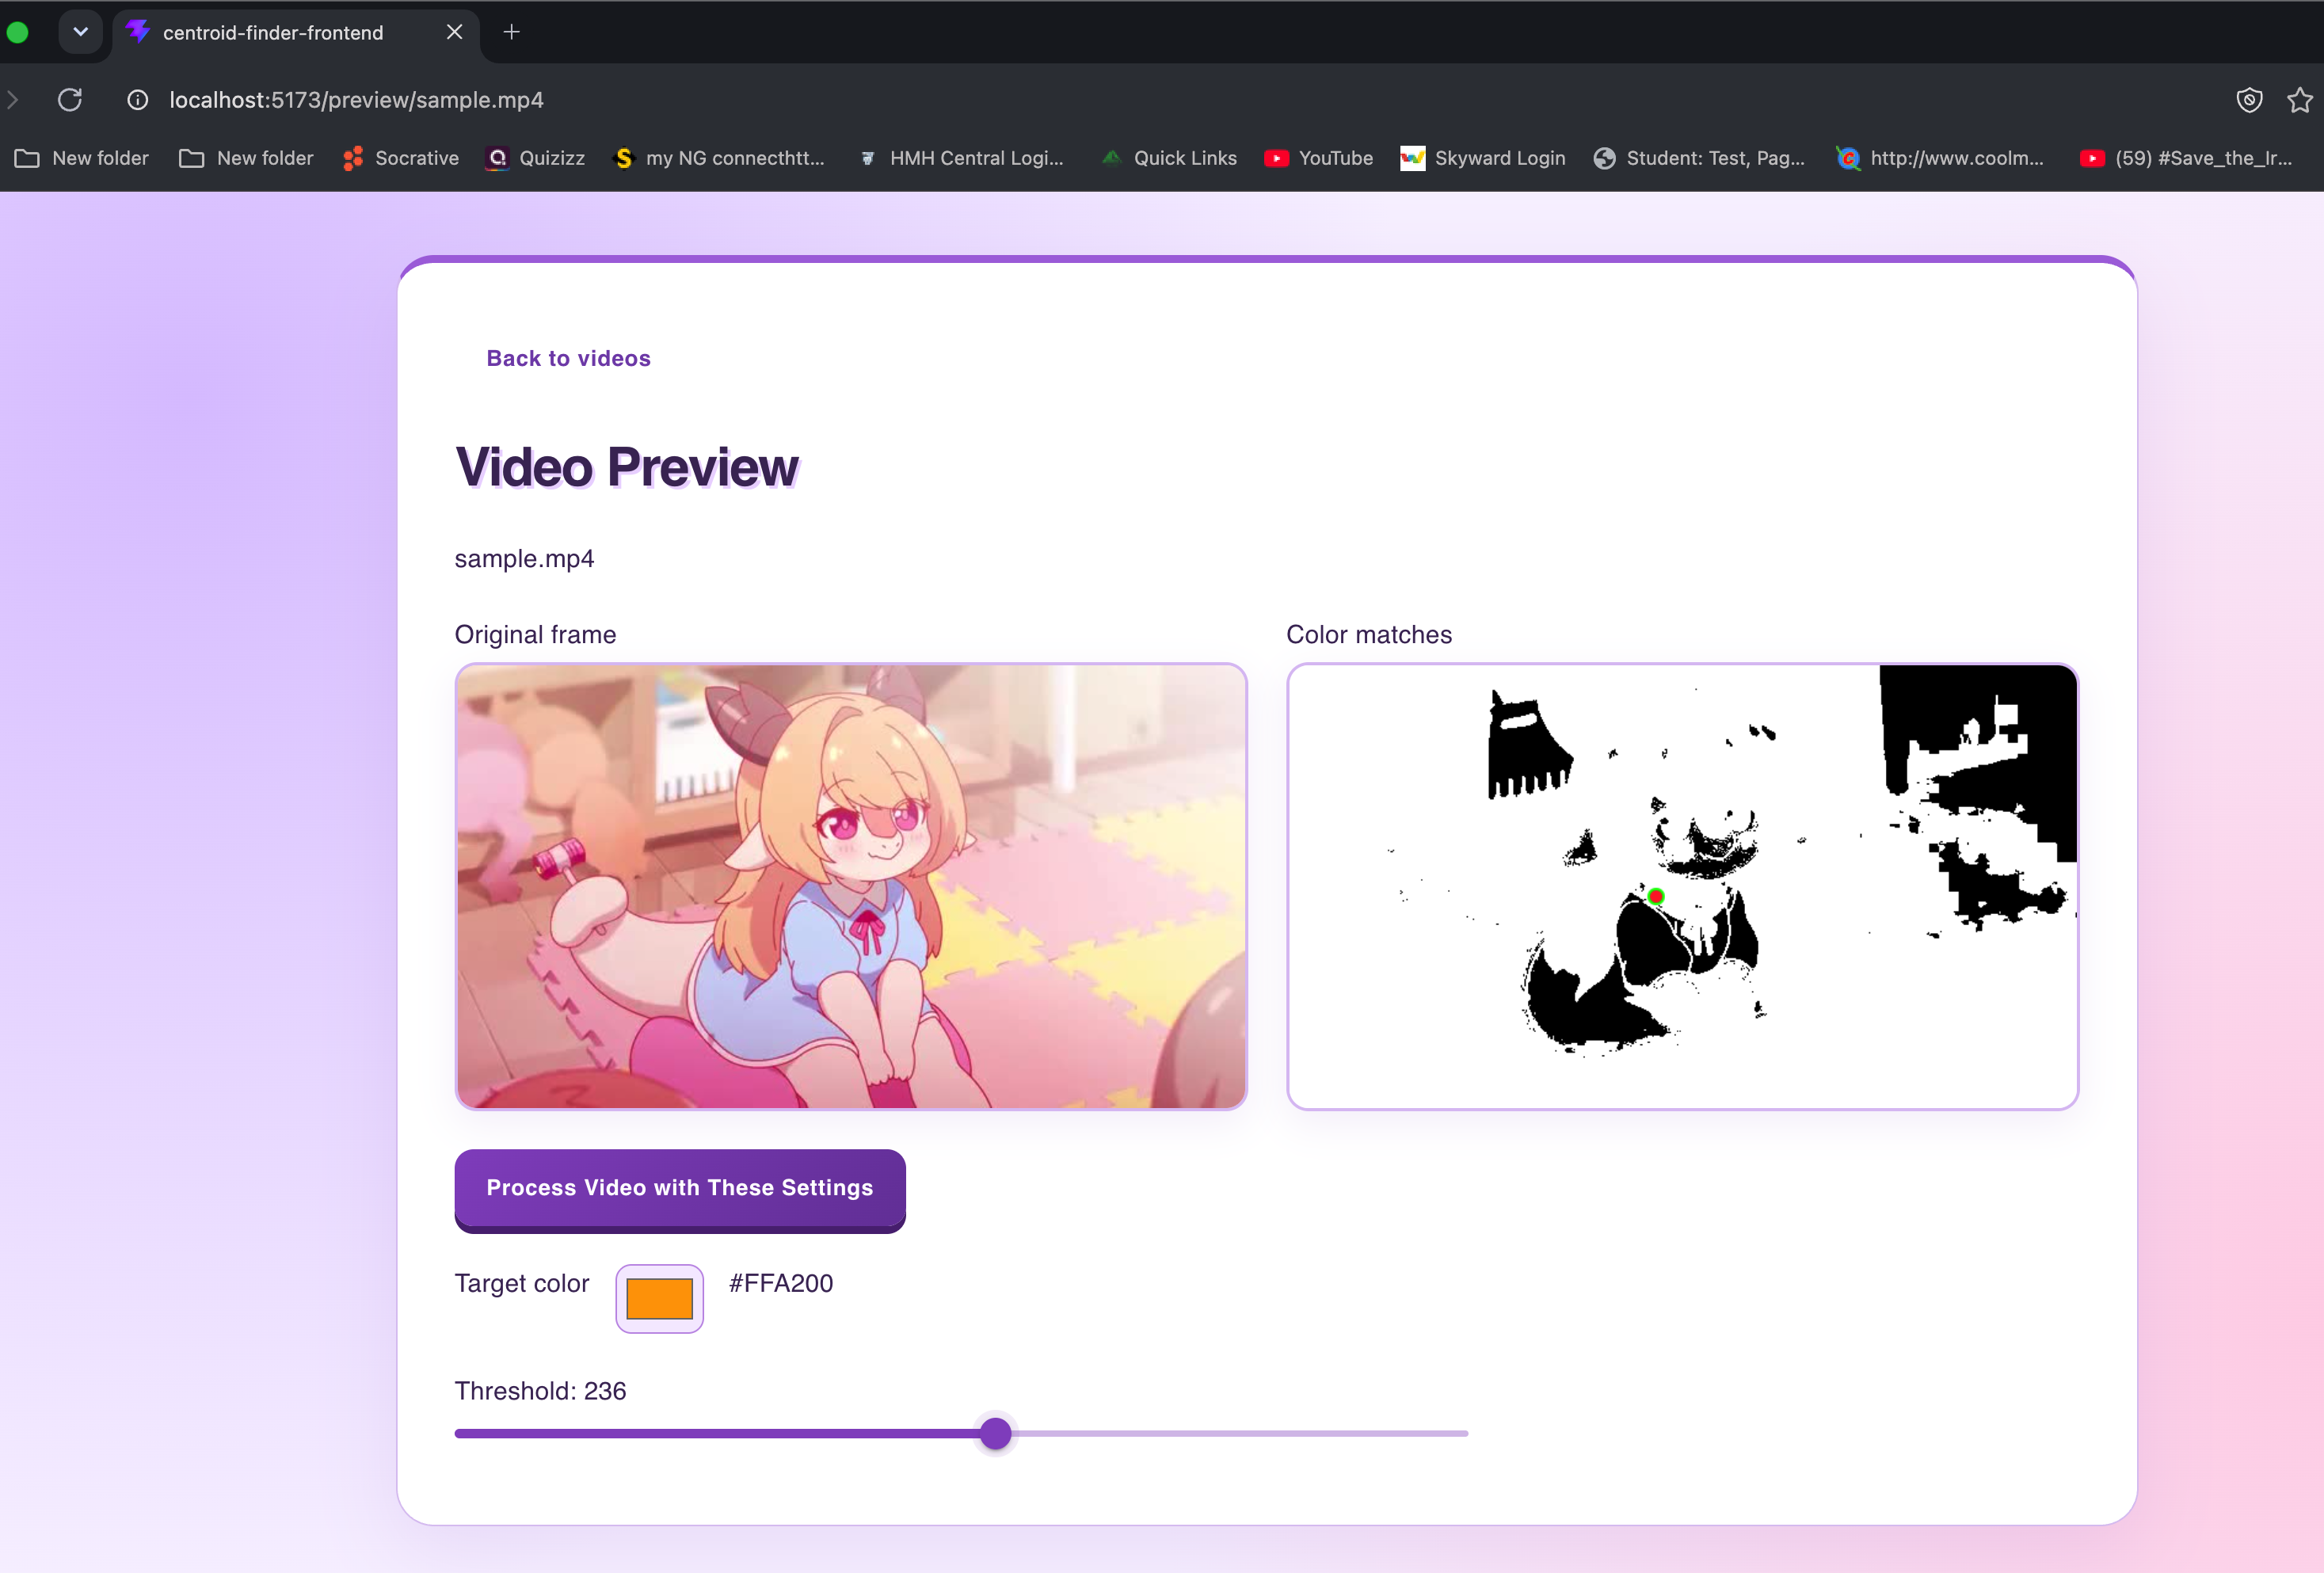 centroid-finder-frontend
localhost:5173/preview/sample.mp4
New folder
New folder
Socrative
Quizizz
my NG connecthtt...
HMH Central Logi...
Quick Links
YouTube
Skyward Login
Student: Test, Pag...
http://www.coolm...
(59) #Save_the_Ir...
Back to videos
Video Preview
sample.mp4
Original frame
Color matches
Process Video with These Settings
Target color
#FFA200
Threshold: 236